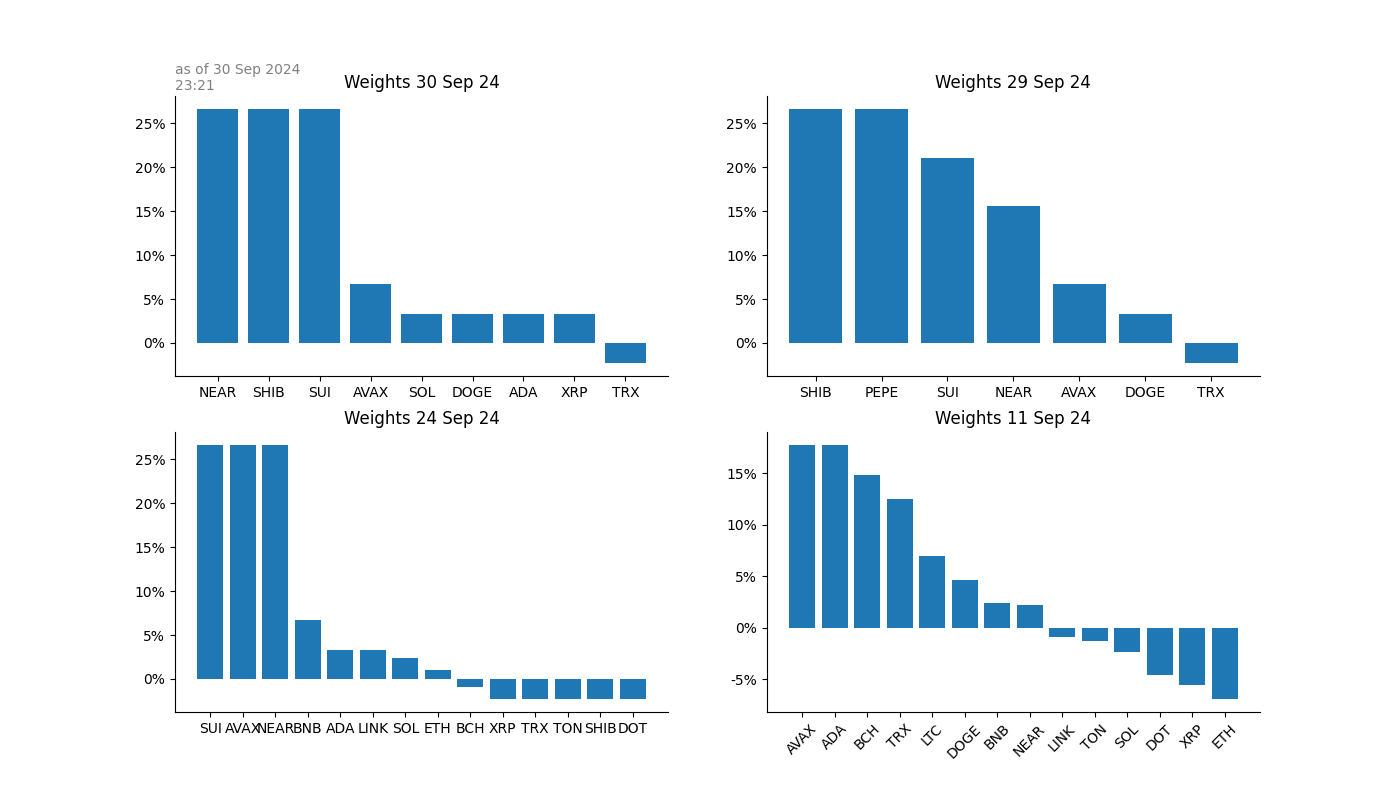 as of 30 Sep 2024
23:21
Weights 30 Sep 24
25%
20%
15%
10%
5%
0%
NEAR SHIB SUI AVAX SOL DOGE ADA XRP TRX
Weights 29 Sep 24
25%
20%
15%
10%
5%
0%
SHIB PEPE SUI NEAR AVAX DOGE TRX
Weights 24 Sep 24
25%
20%
15%
10%
5%
0%
SUI AVAX NEAR BNB ADA LINK SOL ETH BCH XRP TRX TON SHIB DOT
Weights 11 Sep 24
15%
10%
5%
0%
-5%
AVAX ADA BCH TRX LTC DOGE BNB NEAR LINK TON SOL DOT XRP ETH